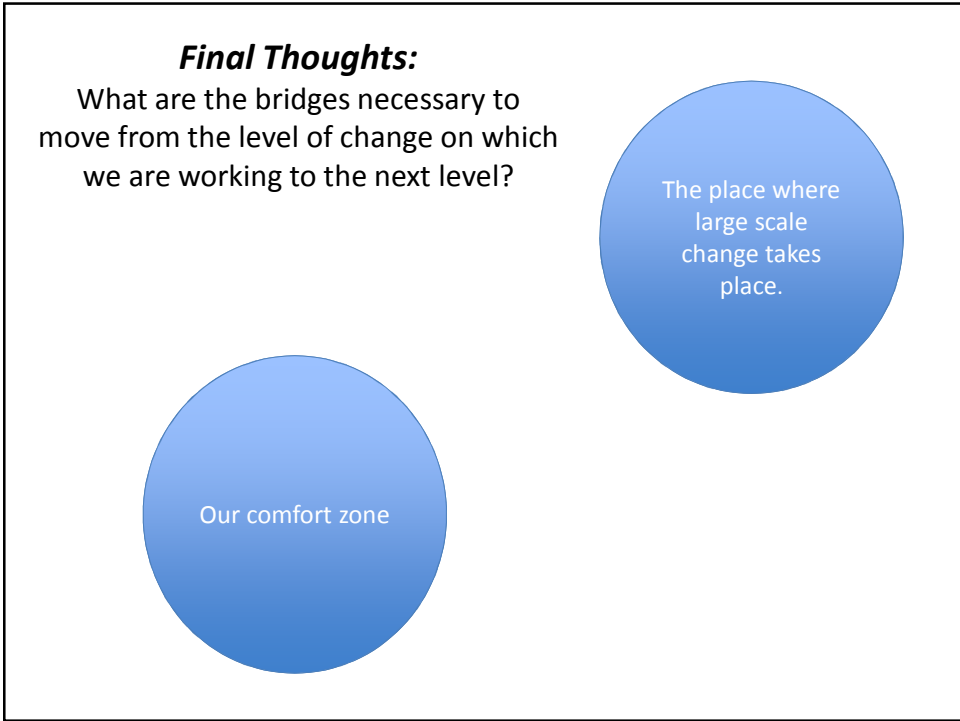 Final Thoughts:
What are the bridges necessary to
move from the level of change on which
we are working to the next level?
The place where
large scale
change takes
place.
Our comfort zone